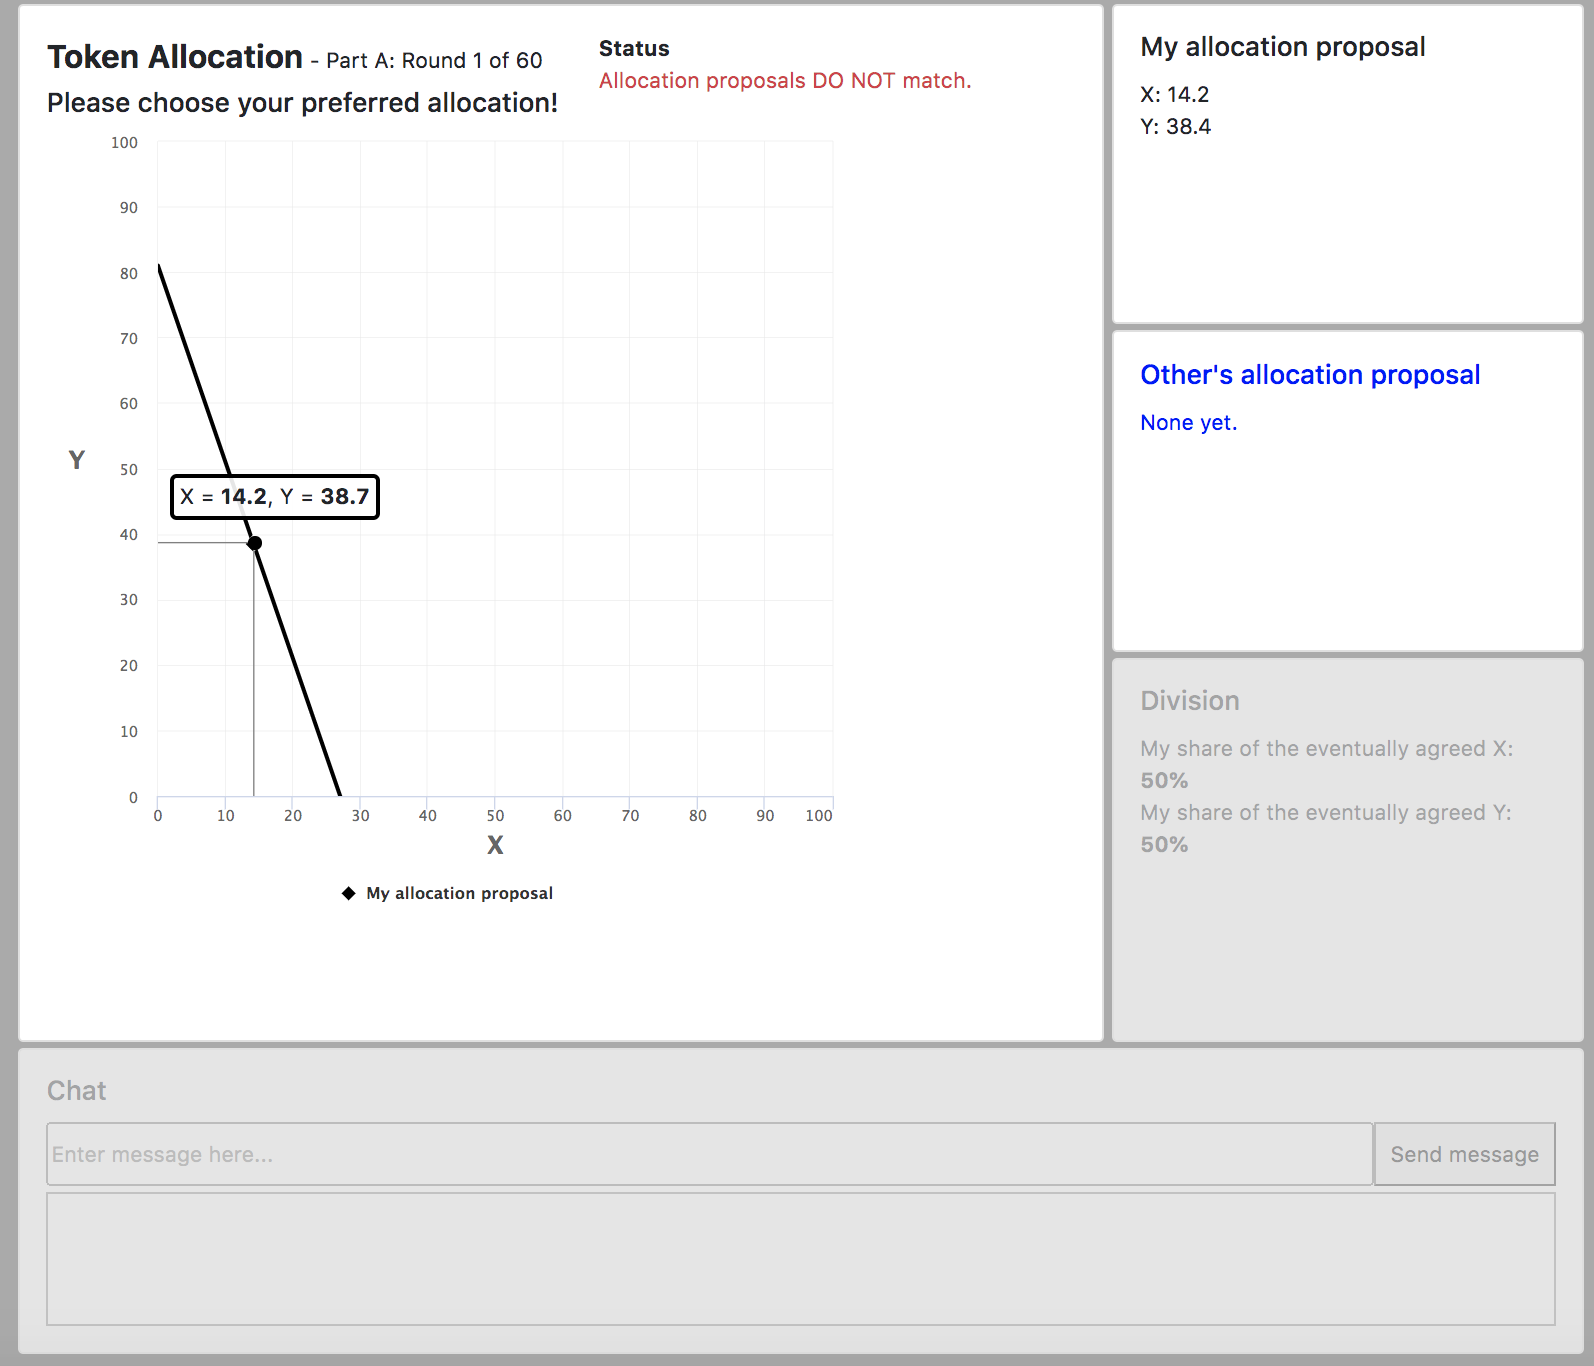 Token Allocation - Part A: Round 1 of 60
Please choose your preferred allocation!
Status
Allocation proposals DO NOT match.
100
90
80
70
60
50
40
30
20
10
0
Y
X = 14.2, Y = 38.7
0 10 20 30 40 50 60 70 80 90 100
X
My allocation proposal
My allocation proposal
X: 14.2
Y: 38.4
Other's allocation proposal
None yet.
Division
My share of the eventually agreed X:
50%
My share of the eventually agreed Y:
50%
Chat
Enter message here...
Send message